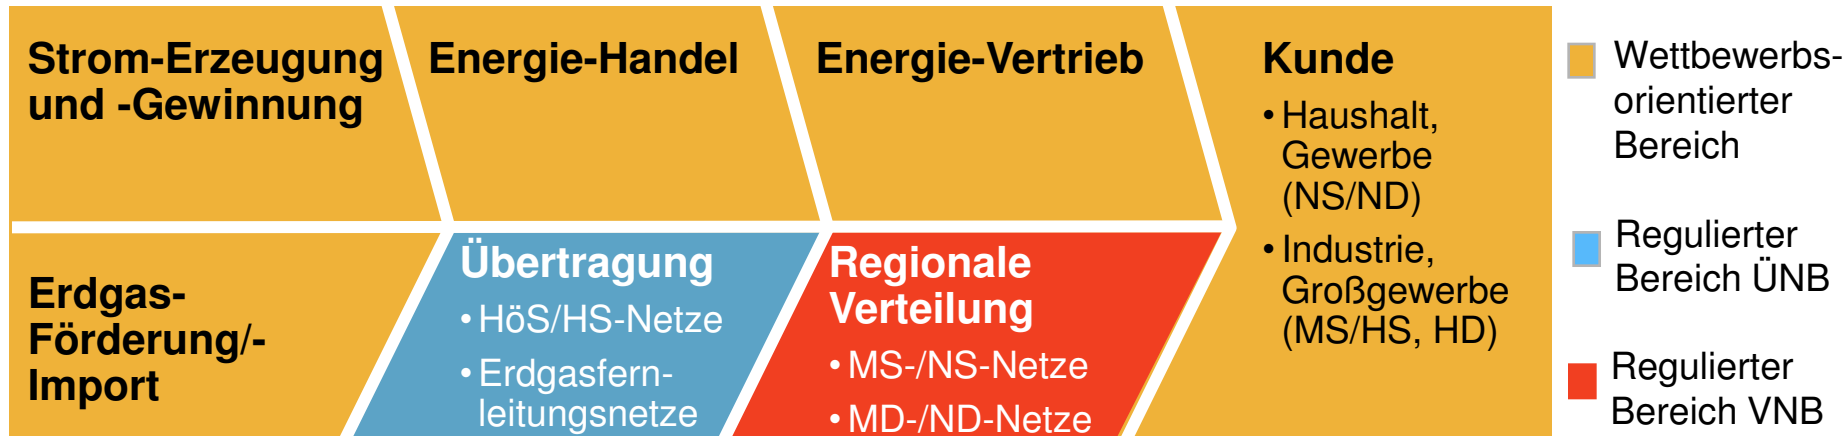 Strom-Erzeugung
und -Gewinnung
Energie-Handel
Energie-Vertrieb
Kunde
• Haushalt,
Gewerbe
(NS/ND)
• Industrie,
Großgewerbe
(MS/HS, HD)
Erdgas-
Förderung/-
Import
Übertragung
• HöS/HS-Netze
• Erdgasfern-
leitungsnetze
Regionale
Verteilung
• MS-/NS-Netze
• MD-/ND-Netze
Wettbewerbs-
orientierter
Bereich
Regulierter
Bereich ÜNB
Regulierter
Bereich VNB